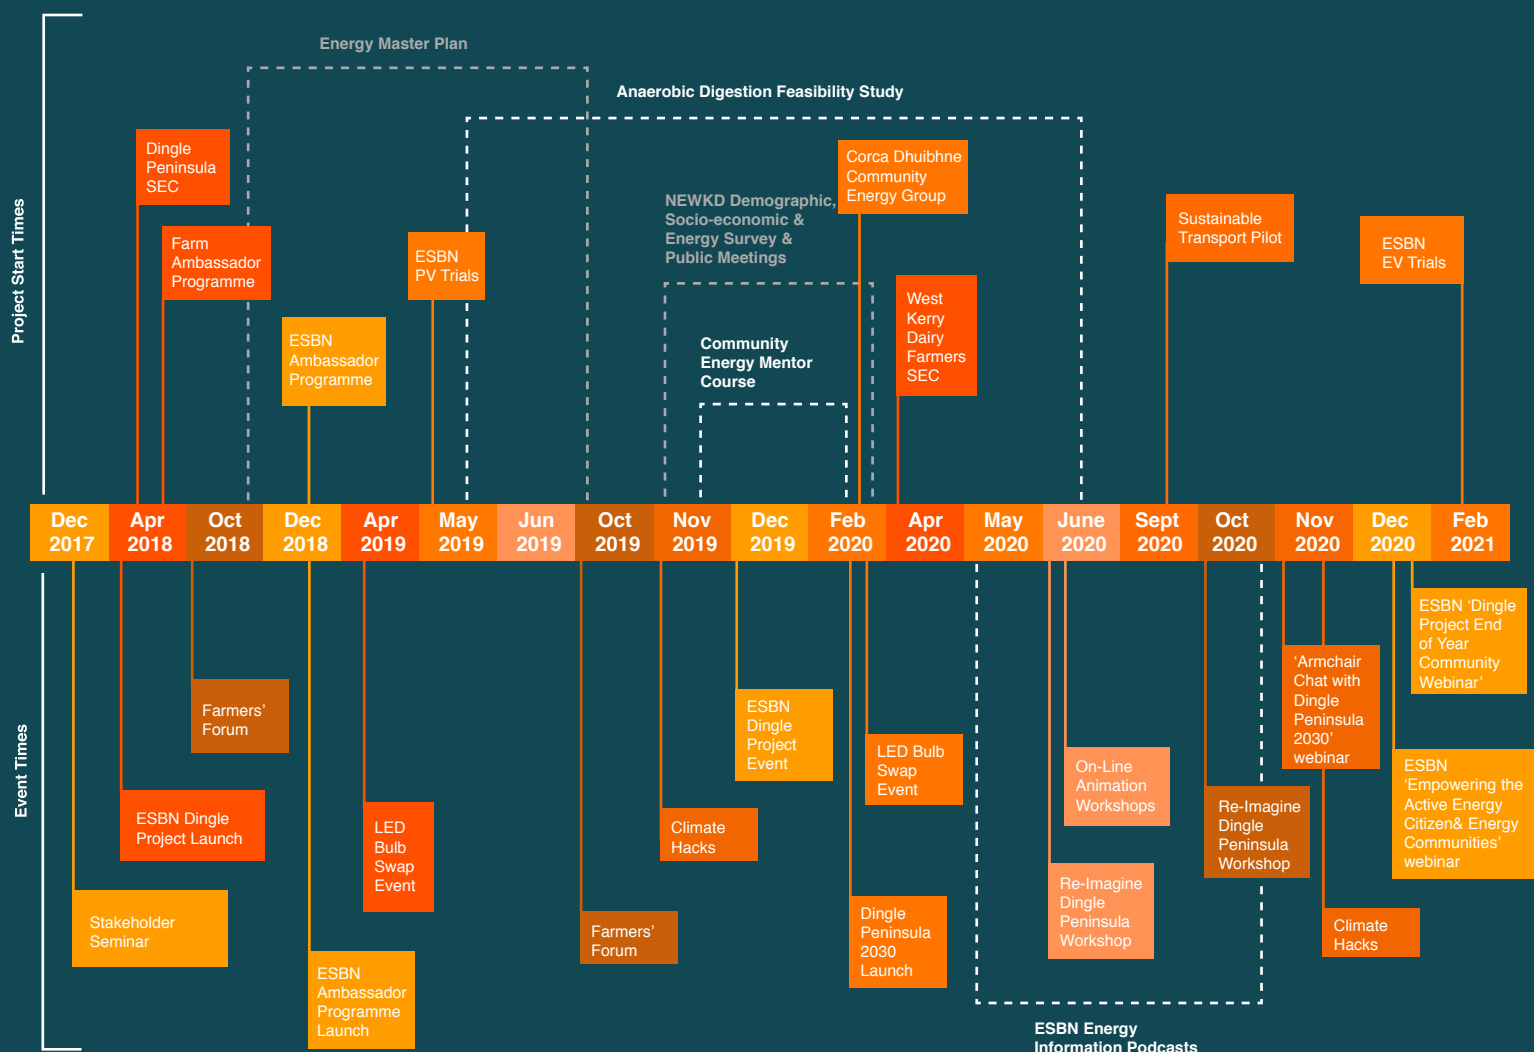 Project Start Times
Energy Master Plan
Anaerobic Digestion Feasibility Study
Dingle
Peninsula
SEC
Farm
Ambassador
Programme
ESBN
Ambassador
Programme
ESBN
PV Trials
NEWKD Demographic,
Socio-economic &
Energy Survey &
Public Meetings
Community
Energy Mentor
Course
Corca Dhuibhne
Community
Energy Group
West
Kerry
Dairy
Farmers
SEC
Sustainable
Transport Pilot
ESBN
EV Trials
Dec
2017
Apr
2018
Oct
2018
Dec
2018
Apr
2019
May
2019
Jun
2019
Oct
2019
Nov
2019
Dec
2019
Feb
2020
Apr
2020
May
2020
June
2020
Sept
2020
Oct
2020
Nov
2020
Dec
2020
Feb
2021
Event Times
Stakeholder
Seminar
ESBN Dingle
Project Launch
Farmers’
Forum
ESBN
Ambassador
Programme
Launch
LED
Bulb
Swap
Event
Farmers’
Forum
Climate
Hacks
ESBN
Dingle
Project
Event
Dingle
Peninsula
2030
Launch
LED Bulb
Swap
Event
ESBN Energy
Information Podcasts
Re-Imagine
Dingle
Peninsula
Workshop
On-Line
Animation
Workshops
Re-Imagine
Dingle
Peninsula
Workshop
‘Armchair
Chat with
Dingle
Peninsula
2030’
webinar
Climate
Hacks
ESBN
‘Empowering the
Active Energy
Citizen& Energy
Communities’
webinar
ESBN ‘Dingle
Project End
of Year
Community
Webinar’